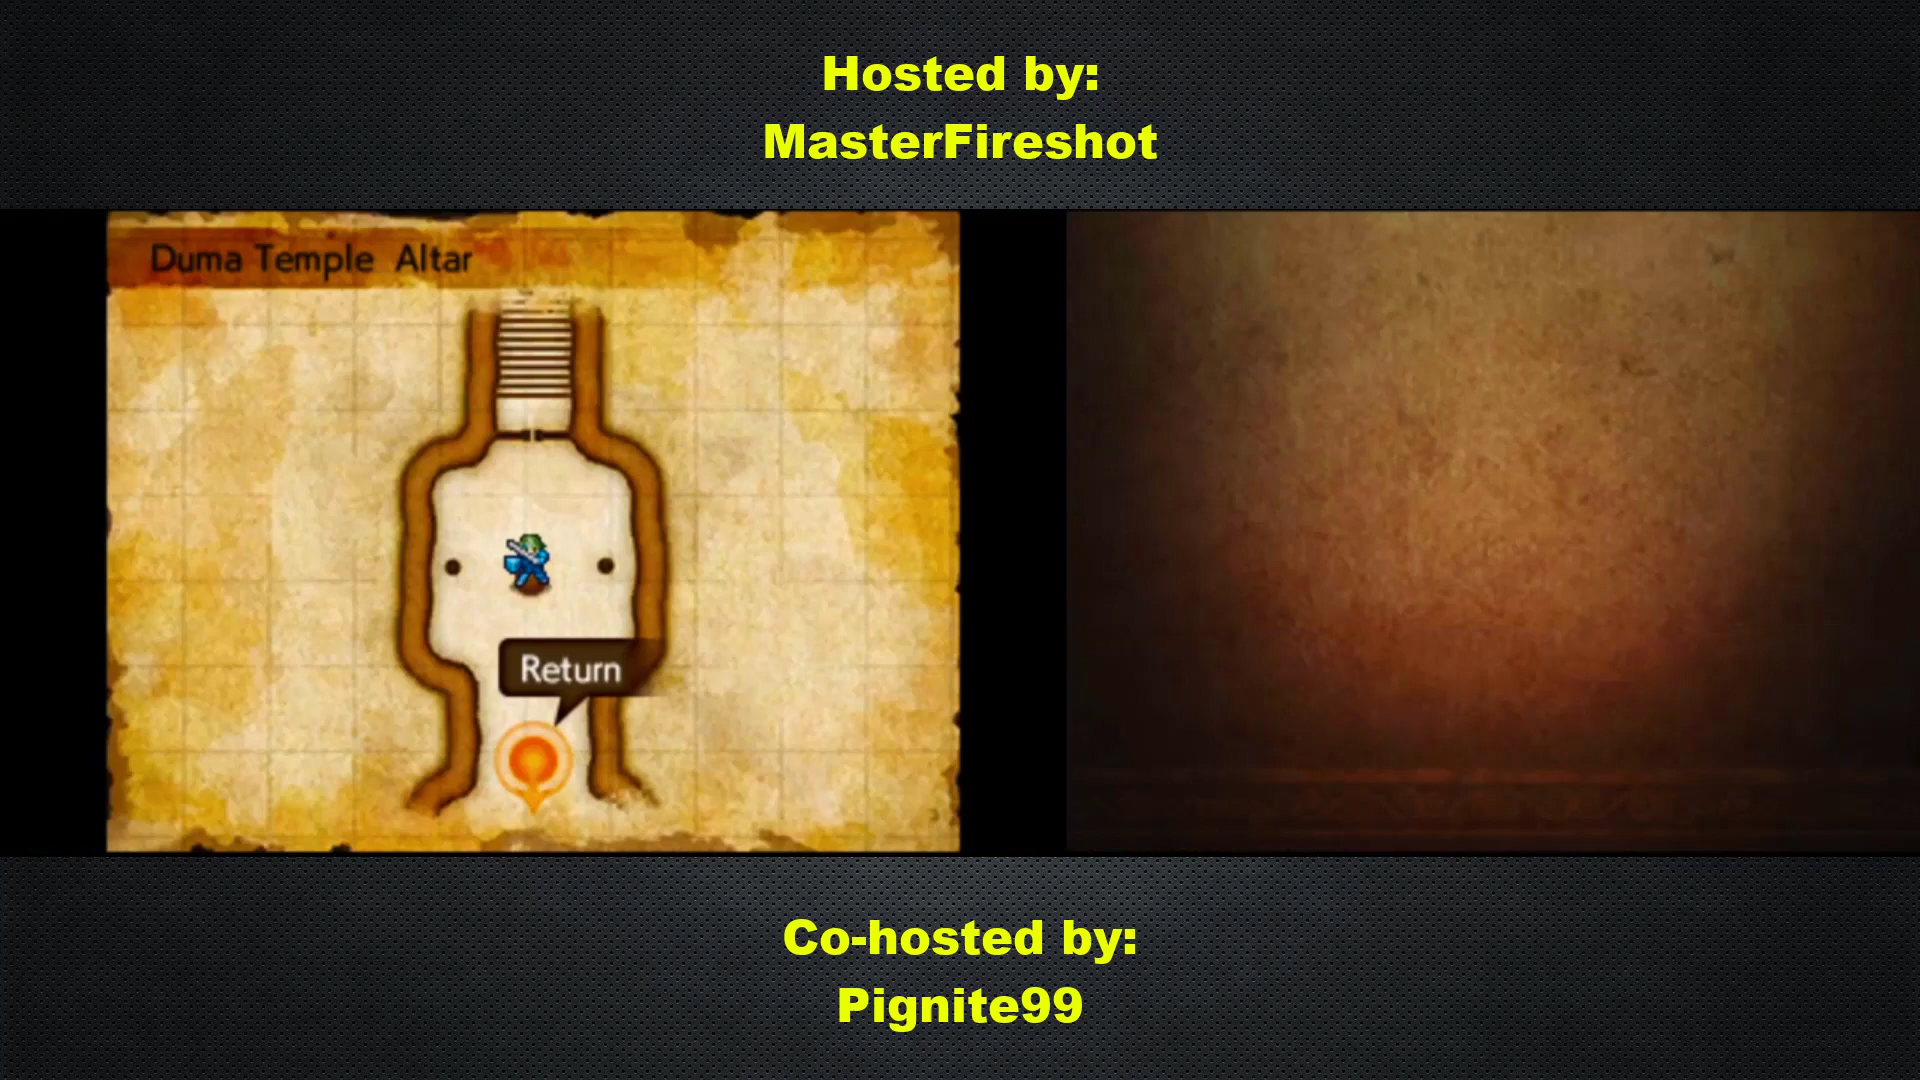 Hosted by:
MasterFireshot
Duma Temple Altar
Return
Co-hosted by:
Pignite99